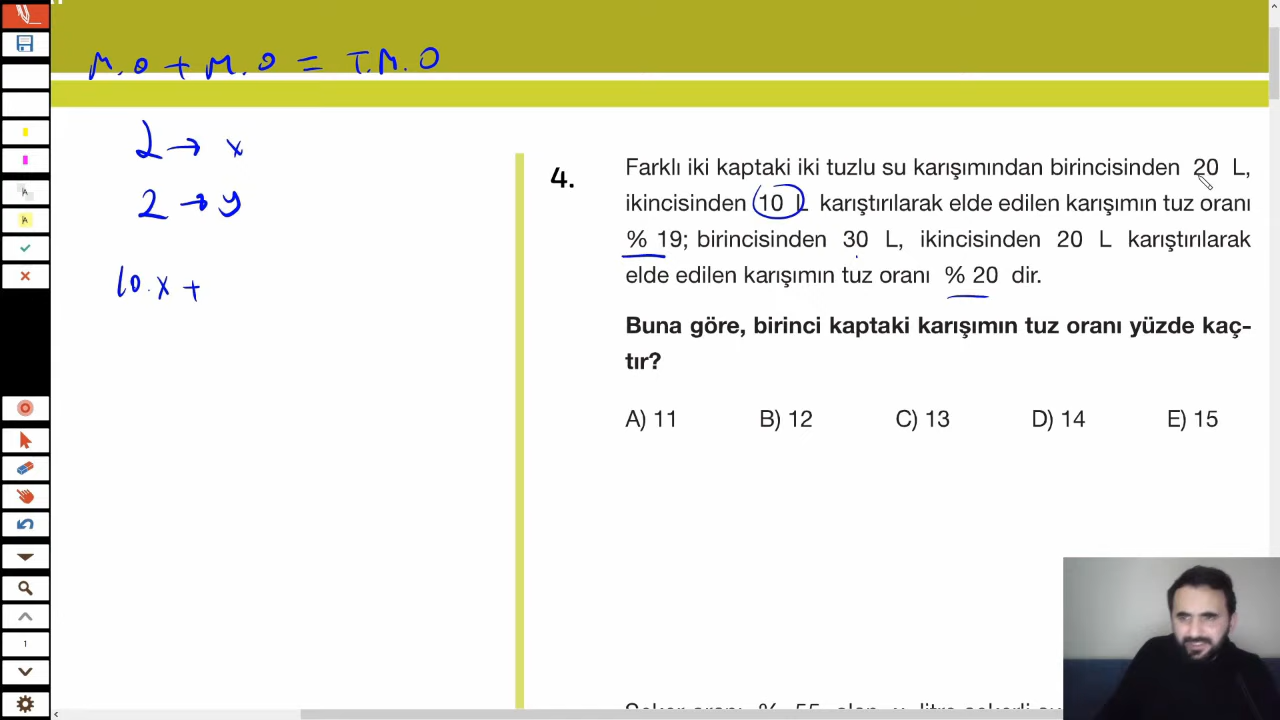 M.O + M.O = T.M.O
1 → x
2 → y
10.x +
4.
Farklı iki kaptaki iki tuzlu su karışımından birincisinden 20 L,
ikincisinden 10 L karıştırılarak elde edilen karışımın tuz oranı
% 19; birincisinden 30 L, ikincisinden 20 L karıştırılarak
elde edilen karışımın tuz oranı % 20 dir.
Buna göre, birinci kaptaki karışımın tuz oranı yüzde kaç-
tır?
A) 11 B) 12 C) 13 D) 14 E) 15